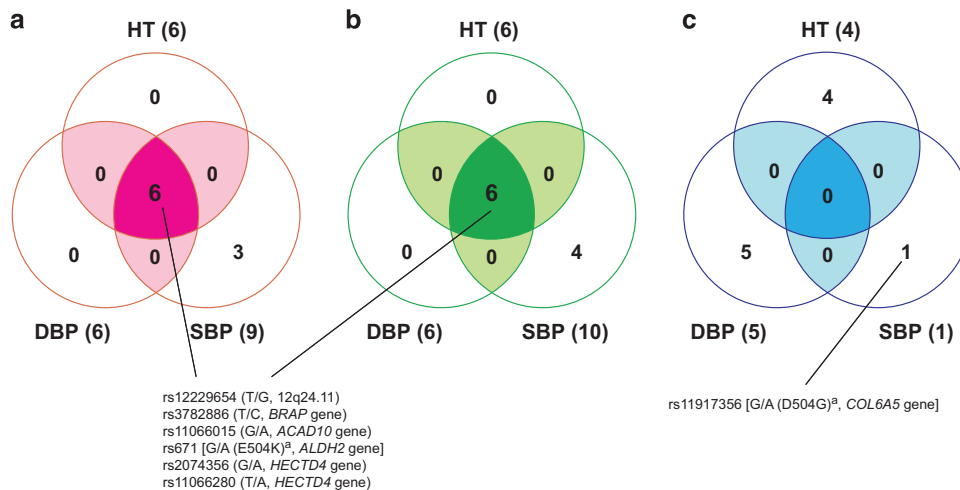 a
HT (6)
0
0
0
6
0
0
3
DBP (6)
SBP (9)
b
HT (6)
0
0
0
6
0
0
4
DBP (6)
SBP (10)
c
HT (4)
4
0
0
0
5
0
1
DBP (5)
SBP (1)
rs12229654 (T/G, 12q24.11)
rs3782886 (T/C, BRAP gene)
rs11066015 (G/A, ACAD10 gene)
rs671 [G/A (E504K)ᵃ, ALDH2 gene]
rs2074356 (G/A, HECTD4 gene)
rs11066280 (T/A, HECTD4 gene)
rs11917356 [G/A (D504G)ᵃ, COL6A5 gene]